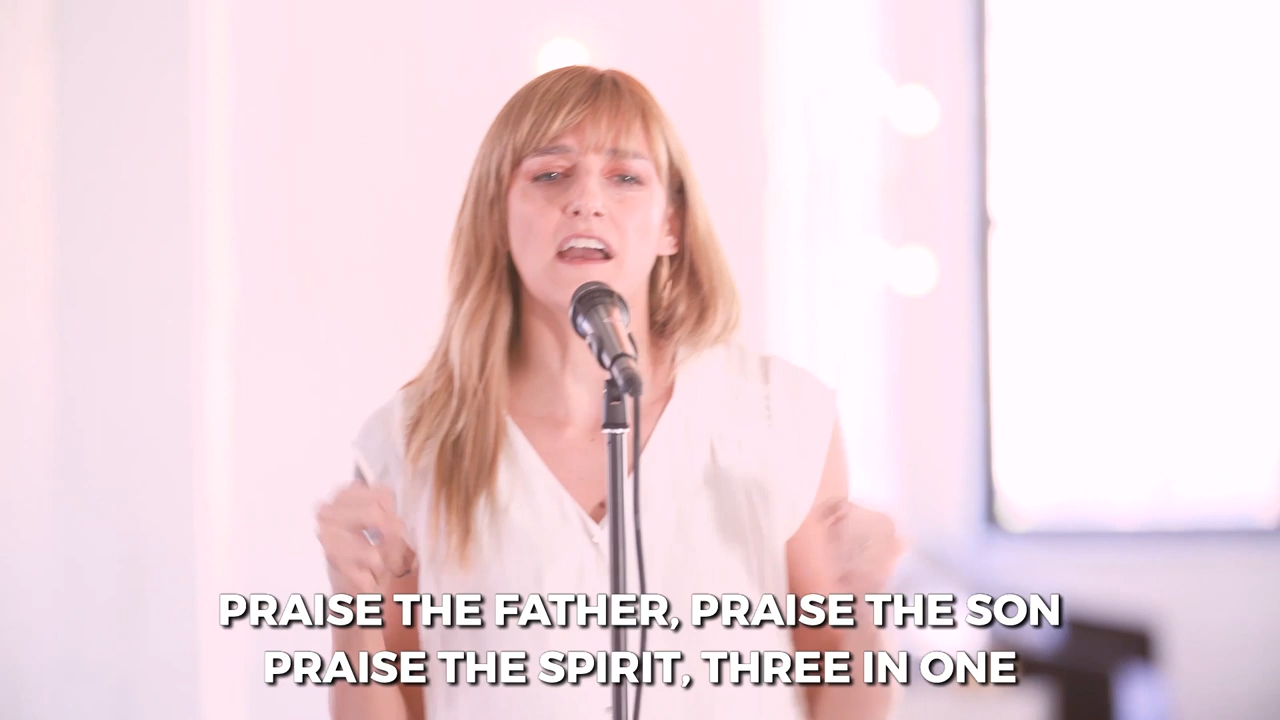 PRAISE THE FATHER, PRAISE THE SON
PRAISE THE SPIRIT, THREE IN ONE